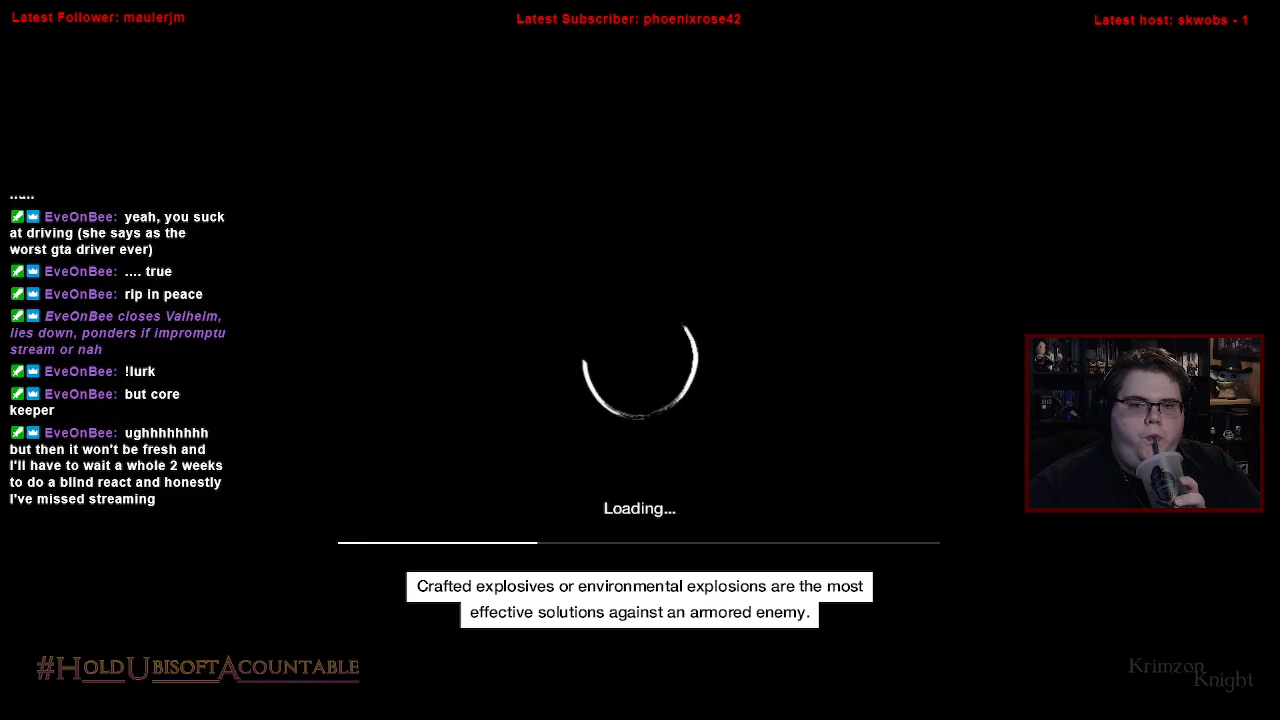 Latest Follower: maulerjm
Latest Subscriber: phoenixrose42
Latest host: skwobs - 1
EveOnBee: yeah, you suck
at driving (she says as the
worst gta driver ever)
EveOnBee: .... true
EveOnBee: rip in peace
EveOnBee closes Valheim,
lies down, ponders if impromptu
stream or nah
EveOnBee: !lurk
EveOnBee: but core
keeper
EveOnBee: ughhhhhhhh
but then it won't be fresh and
I'll have to wait a whole 2 weeks
to do a blind react and honestly
I've missed streaming
Loading...
Crafted explosives or environmental explosions are the most
effective solutions against an armored enemy.
#HoldUbisoftAcountable
Krimzon
Knight